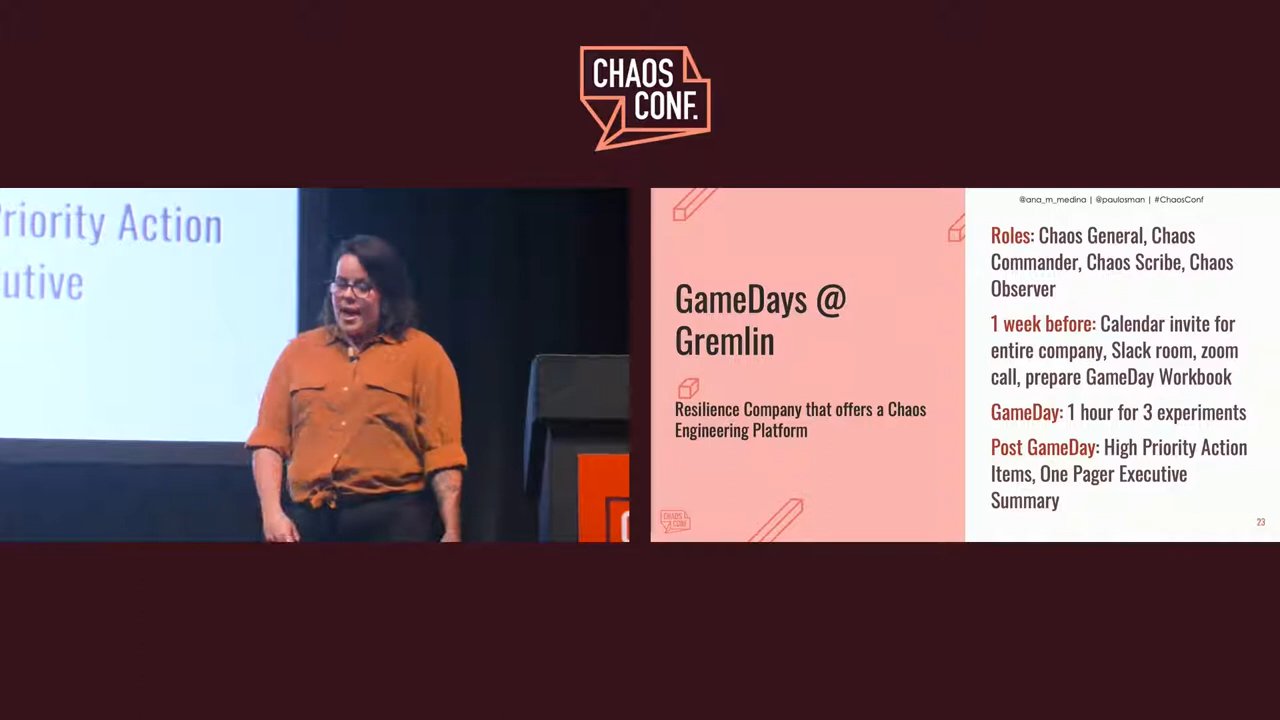 CHAOS
CONF.
Priority Action
utive
@ana_m_medina | @paulosman | #ChaosConf
GameDays @
Gremlin
Resilience Company that offers a Chaos
Engineering Platform
CHAOS
CONF.
Roles: Chaos General, Chaos
Commander, Chaos Scribe, Chaos
Observer
1 week before: Calendar invite for
entire company, Slack room, zoom
call, prepare GameDay Workbook
GameDay: 1 hour for 3 experiments
Post GameDay: High Priority Action
Items, One Pager Executive
Summary
23